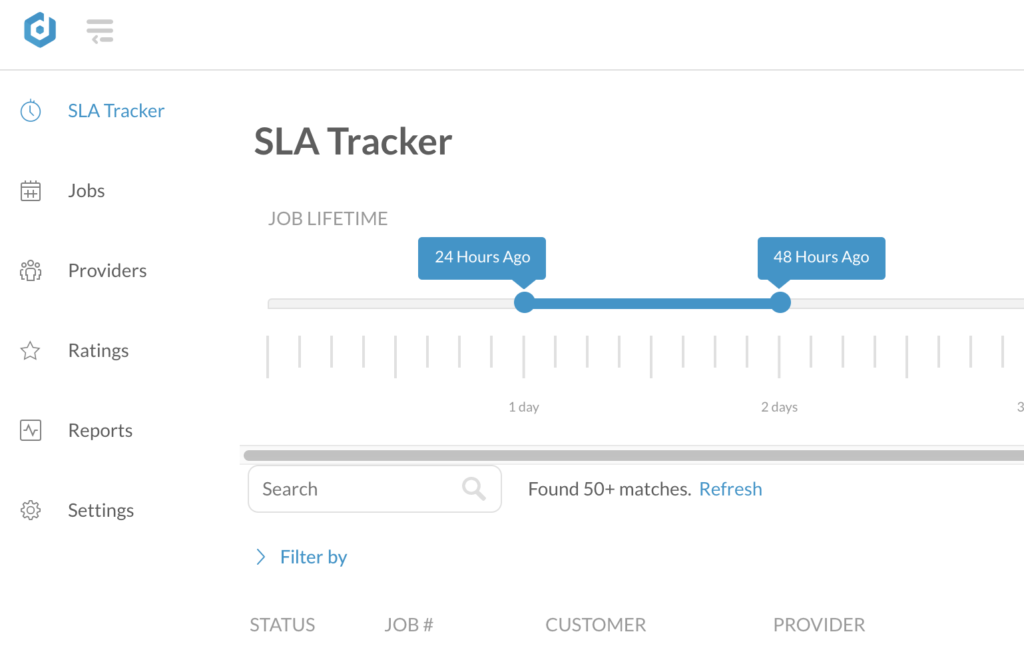 SLA Tracker
Jobs
Providers
Ratings
Reports
Settings
SLA Tracker
JOB LIFETIME
24 Hours Ago 48 Hours Ago
1 day 2 days 3
Search Found 50+ matches. Refresh
Filter by
STATUS JOB # CUSTOMER PROVIDER